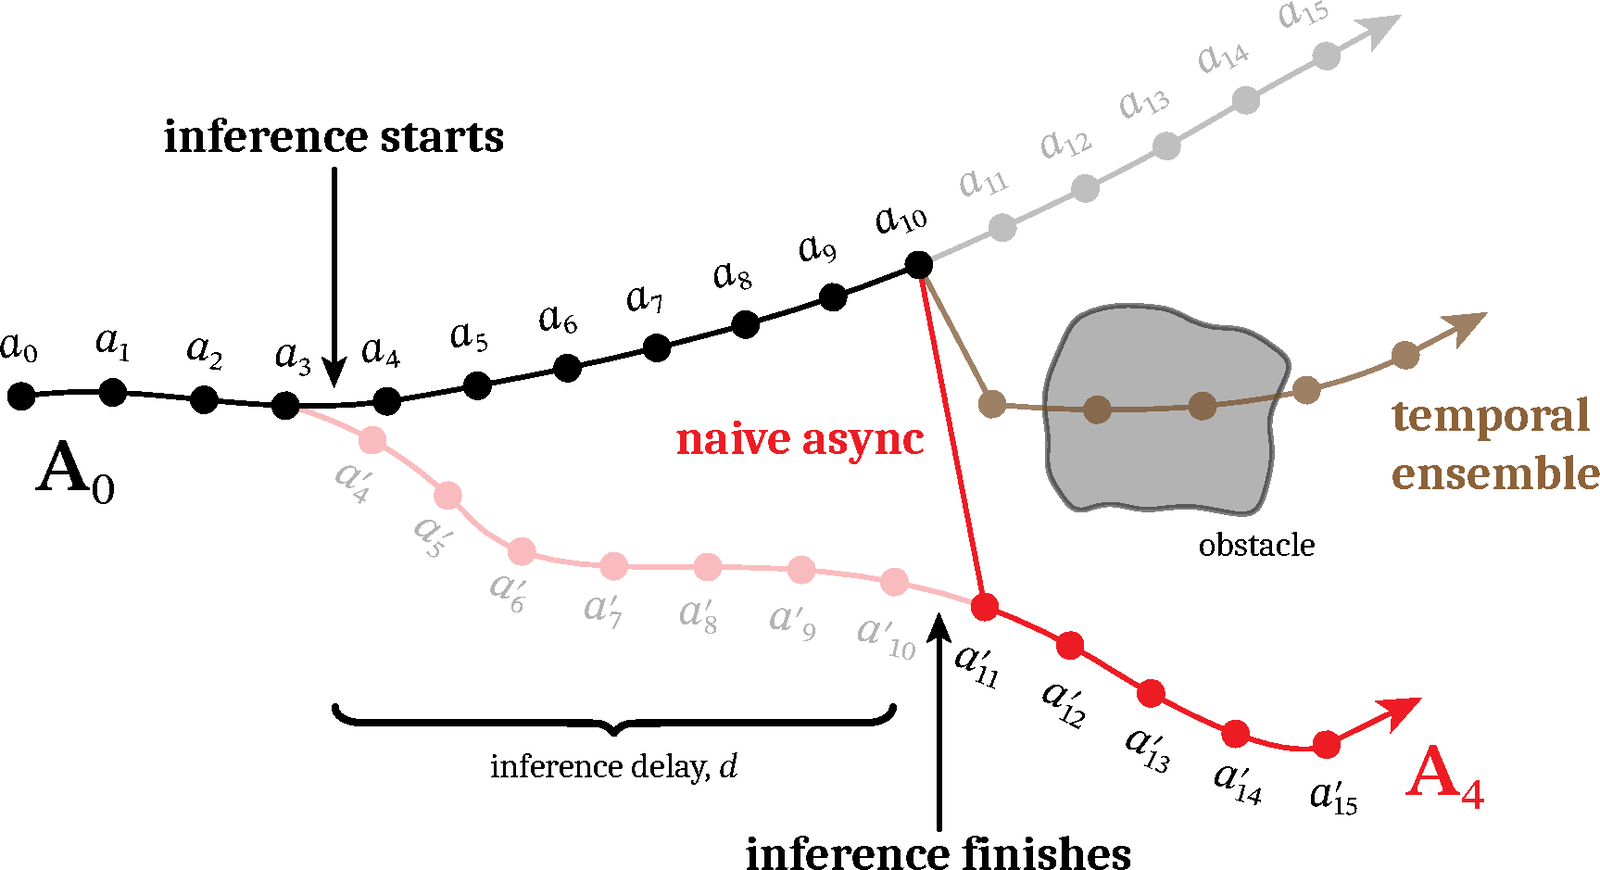 a₁₅
a₁₄
a₁₃
a₁₂
a₁₁
inference starts
a₀
a₁
a₂
a₃
a₄
a₅
a₆
a₇
a₈
a₉
a₁₀
naive async
temporal
ensemble
A₀
obstacle
a′₄
a′₅
a′₆
a′₇
a′₈
a′₉
a′₁₀
a′₁₁
a′₁₂
a′₁₃
a′₁₄
a′₁₅
A₄
inference delay, d
inference finishes